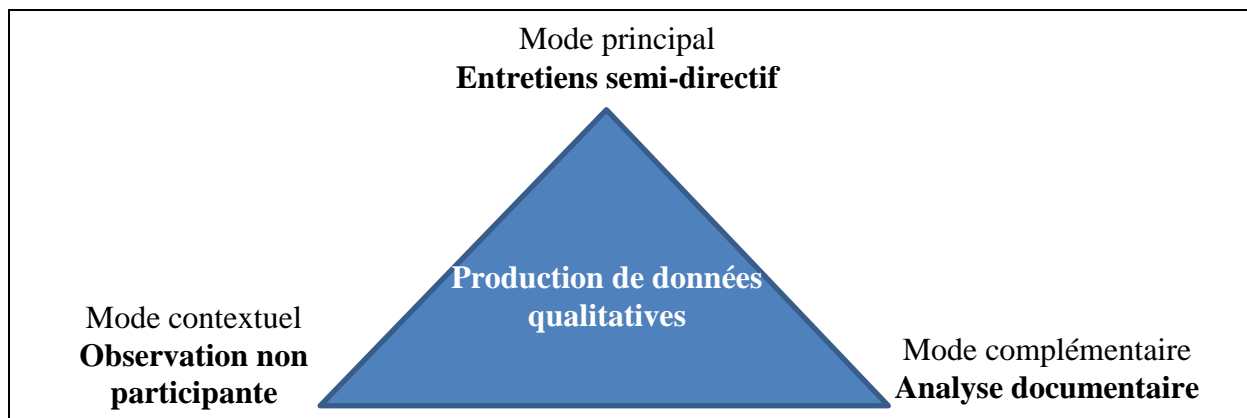 Mode principal
Entretiens semi-directif
Production de données
qualitatives
Mode contextuel
Observation non
participante
Mode complémentaire
Analyse documentaire